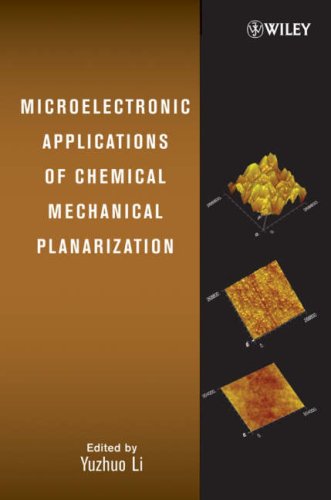 WILEY
MICROELECTRONIC
APPLICATIONS
OF CHEMICAL
MECHANICAL
PLANARIZATION
Edited by
Yuzhuo Li